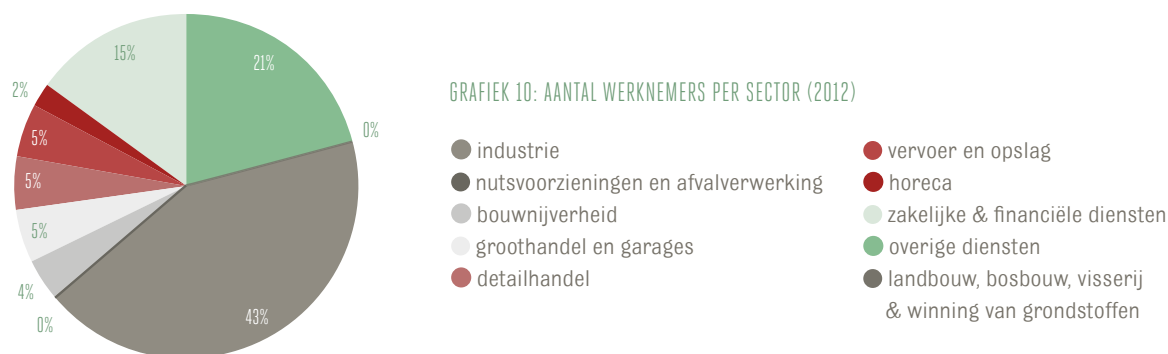 15%
21%
2%
0%
5%
5%
5%
4%
0%
43%
GRAFIEK 10: AANTAL WERKNEMERS PER SECTOR (2012)
industrie
nutsvoorzieningen en afvalverwerking
bouwnijverheid
groothandel en garages
detailhandel
vervoer en opslag
horeca
zakelijke & financiële diensten
overige diensten
landbouw, bosbouw, visserij
& winning van grondstoffen